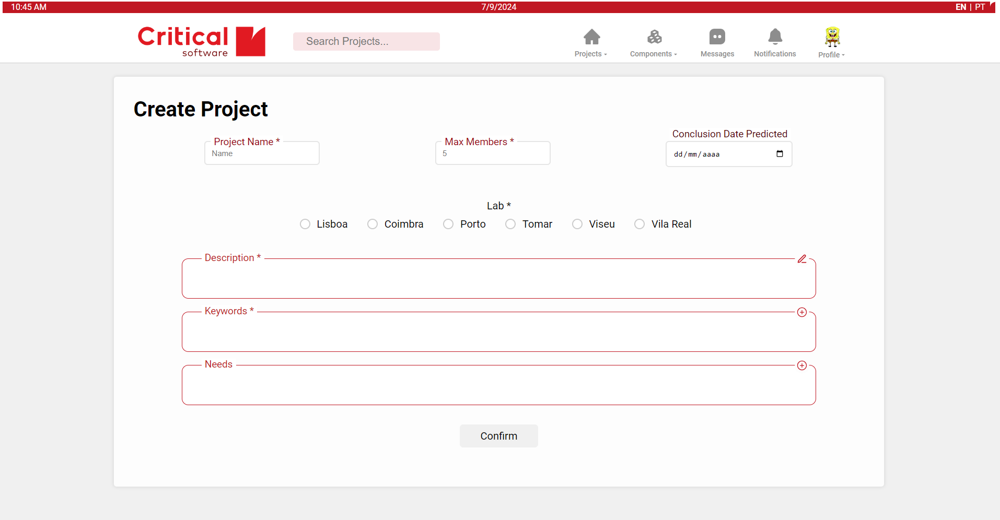 10:45 AM 7/9/2024 EN | PT
Critical
software
Search Projects...
Projects Components Messages Notifications Profile
Create Project
Conclusion Date Predicted
Project Name * Max Members *
Name 5 dd/mm/aaaa
Lab *
Lisboa Coimbra Porto Tomar Viseu Vila Real
Description *
Keywords *
Needs
Confirm